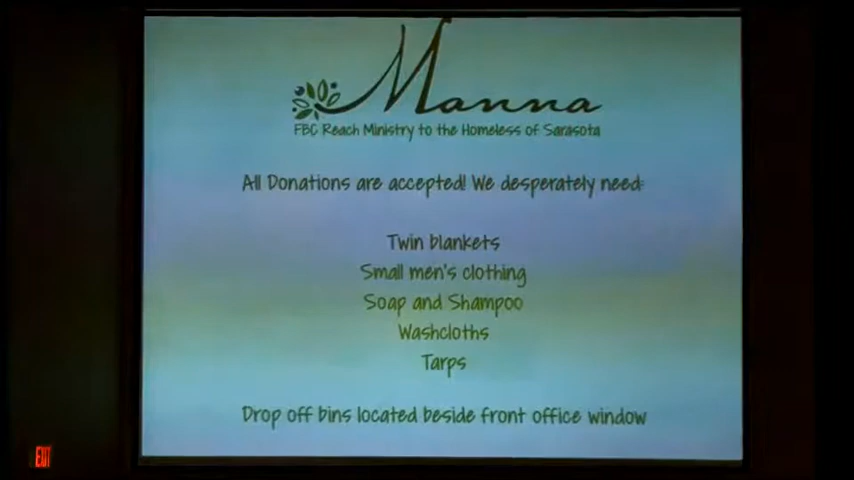 Manna
FBC Reach Ministry to the Homeless of Sarasota
All Donations are accepted! We desperately need:
Twin blankets
Small men's clothing
Soap and Shampoo
Washcloths
Tarps
Drop off bins located beside front office window
EXIT